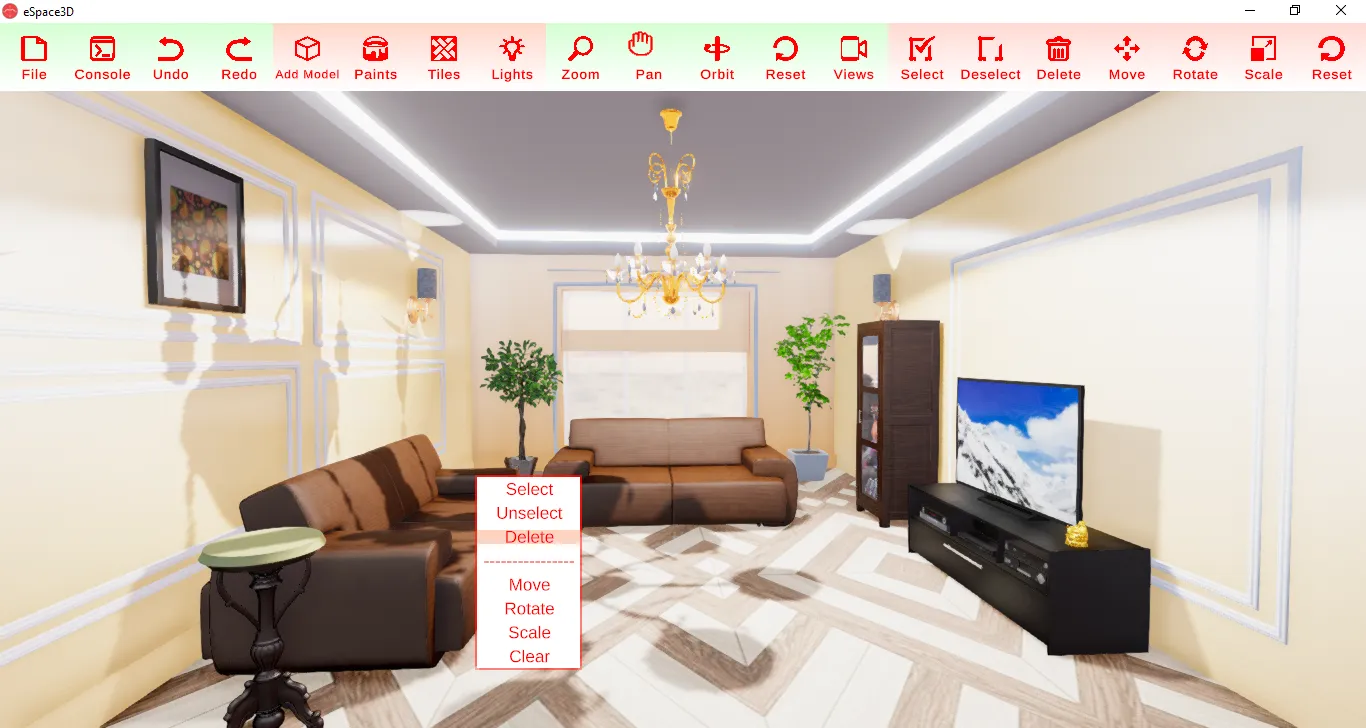 eSpace3D
File Console Undo Redo Add Model Paints Tiles Lights Zoom Pan Orbit Reset Views Select Deselect Delete Move Rotate Scale Reset
Select
Unselect
Delete
----------------
Move
Rotate
Scale
Clear